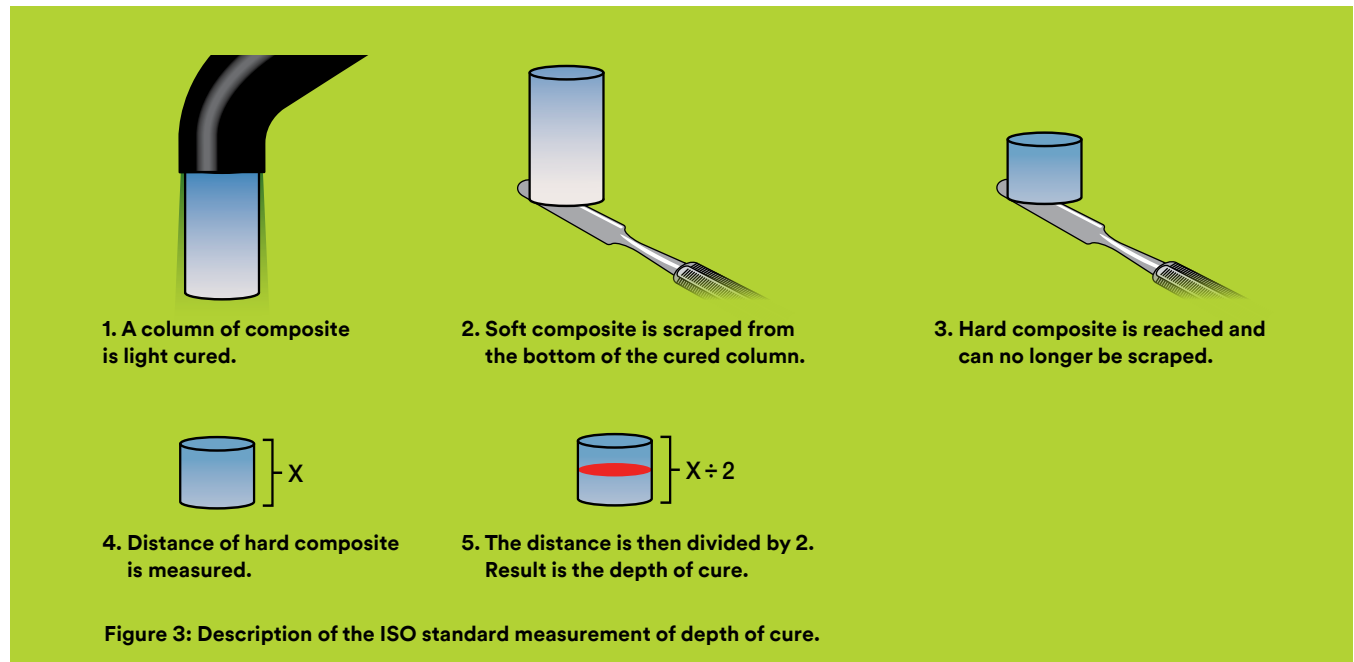 1. A column of composite
is light cured.
2. Soft composite is scraped from
the bottom of the cured column.
3. Hard composite is reached and
can no longer be scraped.
X
4. Distance of hard composite
is measured.
X ÷ 2
5. The distance is then divided by 2.
Result is the depth of cure.
Figure 3: Description of the ISO standard measurement of depth of cure.